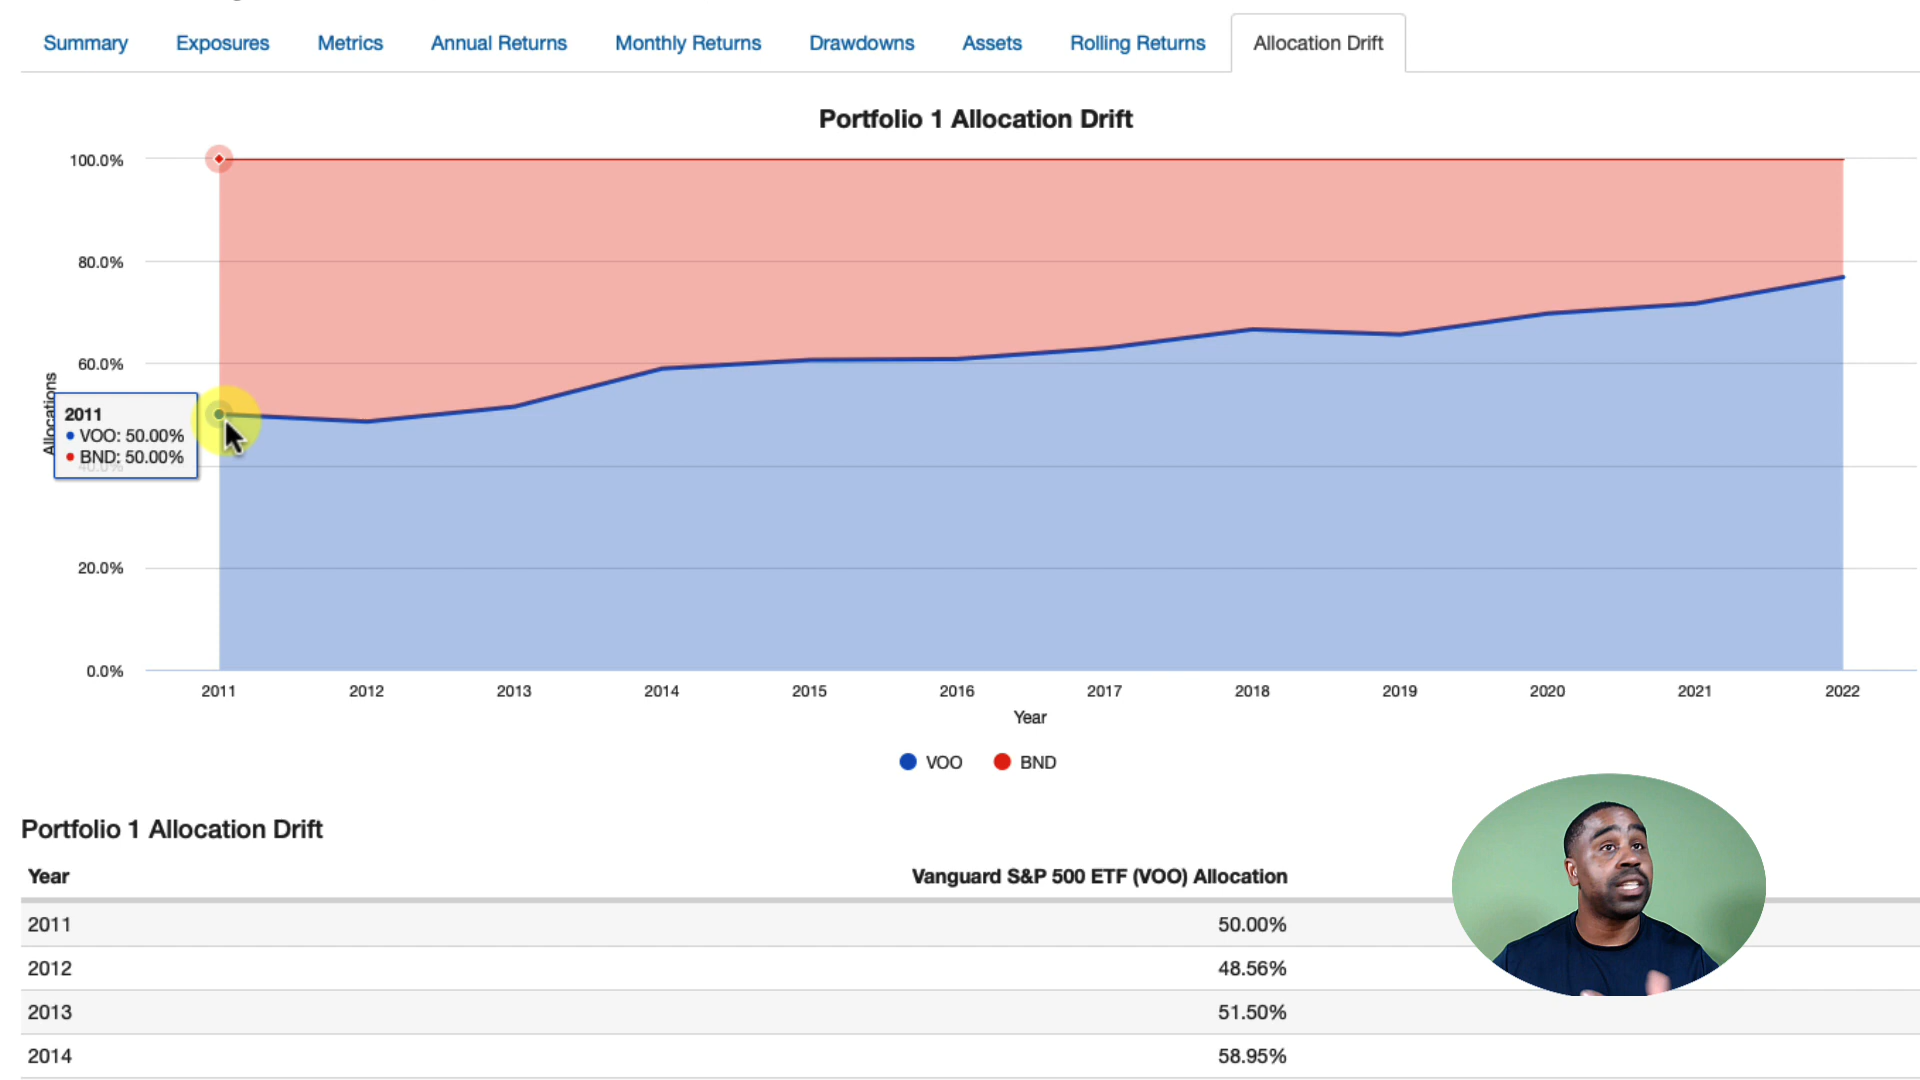 Summary Exposures Metrics Annual Returns Monthly Returns Drawdowns Assets Rolling Returns Allocation Drift
Portfolio 1 Allocation Drift
100.0%
80.0%
60.0%
40.0%
20.0%
0.0%
Allocations
2011
VOO: 50.00%
BND: 50.00%
2011 2012 2013 2014 2015 2016 2017 2018 2019 2020 2021 2022
Year
VOO BND
Portfolio 1 Allocation Drift
Year Vanguard S&P 500 ETF (VOO) Allocation
2011 50.00%
2012 48.56%
2013 51.50%
2014 58.95%